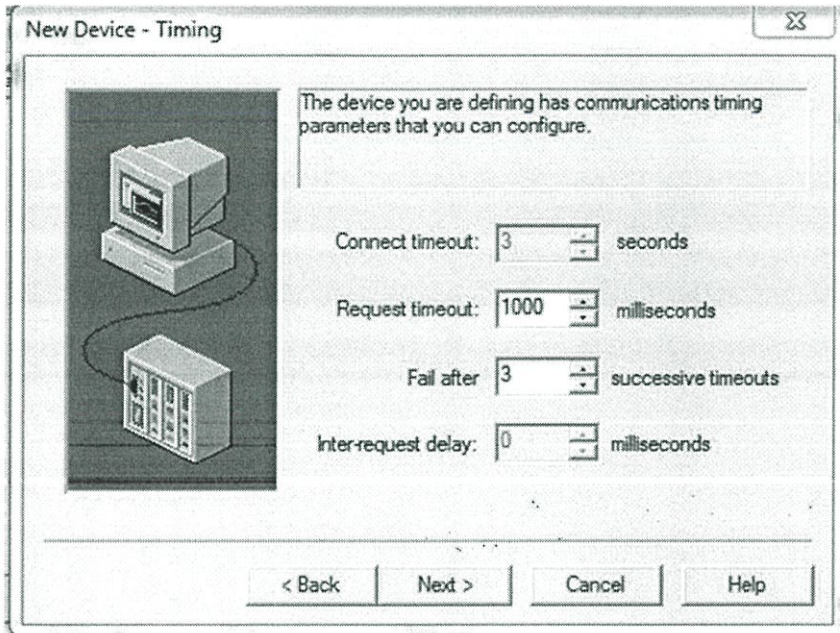 New Device - Timing
The device you are defining has communications timing
parameters that you can configure.
Connect timeout: 3 seconds
Request timeout: 1000 milliseconds
Fail after 3 successive timeouts
Inter-request delay: 0 milliseconds
< Back Next > Cancel Help